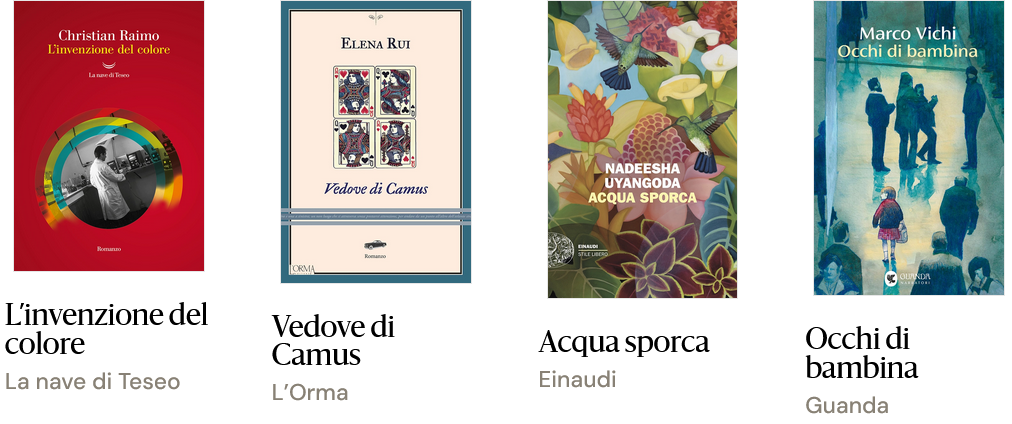 Christian Raimo
L'invenzione del colore
La nave di Teseo
Romanzo
L'invenzione del
colore
La nave di Teseo
Elena Rui
Vedove di Camus
Romanzo
L'ORMA
Vedove di
Camus
L'Orma
NADEESHA
UYANGODA
ACQUA SPORCA
EINAUDI
STILE LIBERO
Acqua sporca
Einaudi
Marco Vichi
Occhi di bambina
GUANDA
NARRATORI
Occhi di
bambina
Guanda